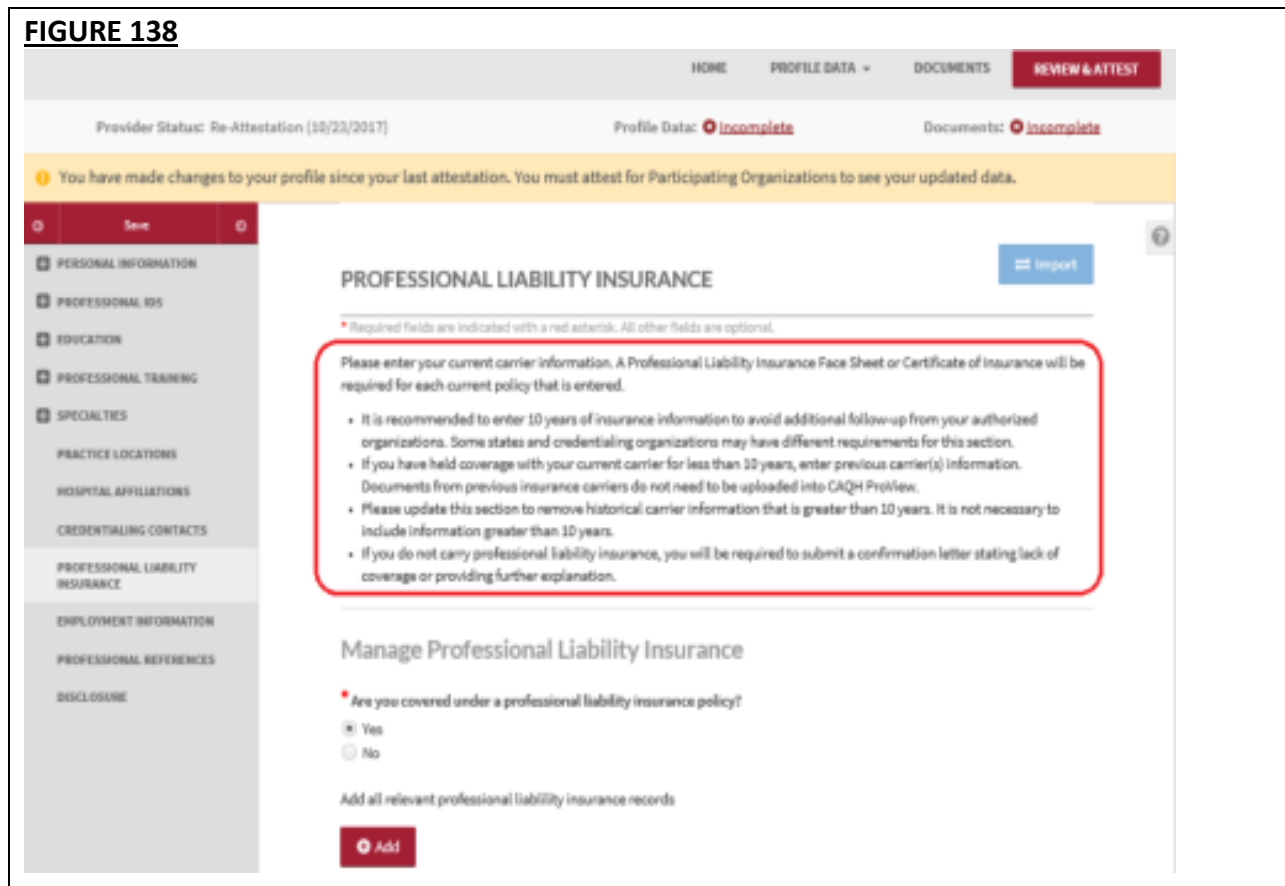 FIGURE 138
HOME PROFILE DATA DOCUMENTS REVIEW & ATTEST
Provider Status: Re-Attestation (10/23/2017) Profile Data: Incomplete Documents: Incomplete
You have made changes to your profile since your last attestation. You must attest for Participating Organizations to see your updated data.
Save
PERSONAL INFORMATION
PROFESSIONAL IDS
EDUCATION
PROFESSIONAL TRAINING
SPECIALTIES
PRACTICE LOCATIONS
HOSPITAL AFFILIATIONS
CREDENTIALING CONTACTS
PROFESSIONAL LIABILITY
INSURANCE
EMPLOYMENT INFORMATION
PROFESSIONAL REFERENCES
DISCLOSURE
Import
PROFESSIONAL LIABILITY INSURANCE
* Required fields are indicated with a red asterisk. All other fields are optional.
Please enter your current carrier information. A Professional Liability Insurance Face Sheet or Certificate of Insurance will be
required for each current policy that is entered.
• It is recommended to enter 10 years of insurance information to avoid additional follow-up from your authorized
organizations. Some states and credentialing organizations may have different requirements for this section.
• If you have held coverage with your current carrier for less than 10 years, enter previous carrier(s) information.
Documents from previous insurance carriers do not need to be uploaded into CAQH ProView.
• Please update this section to remove historical carrier information that is greater than 10 years. It is not necessary to
include information greater than 10 years.
• If you do not carry professional liability insurance, you will be required to submit a confirmation letter stating lack of
coverage or providing further explanation.
Manage Professional Liability Insurance
* Are you covered under a professional liability insurance policy?
Yes
No
Add all relevant professional liablility insurance records
Add